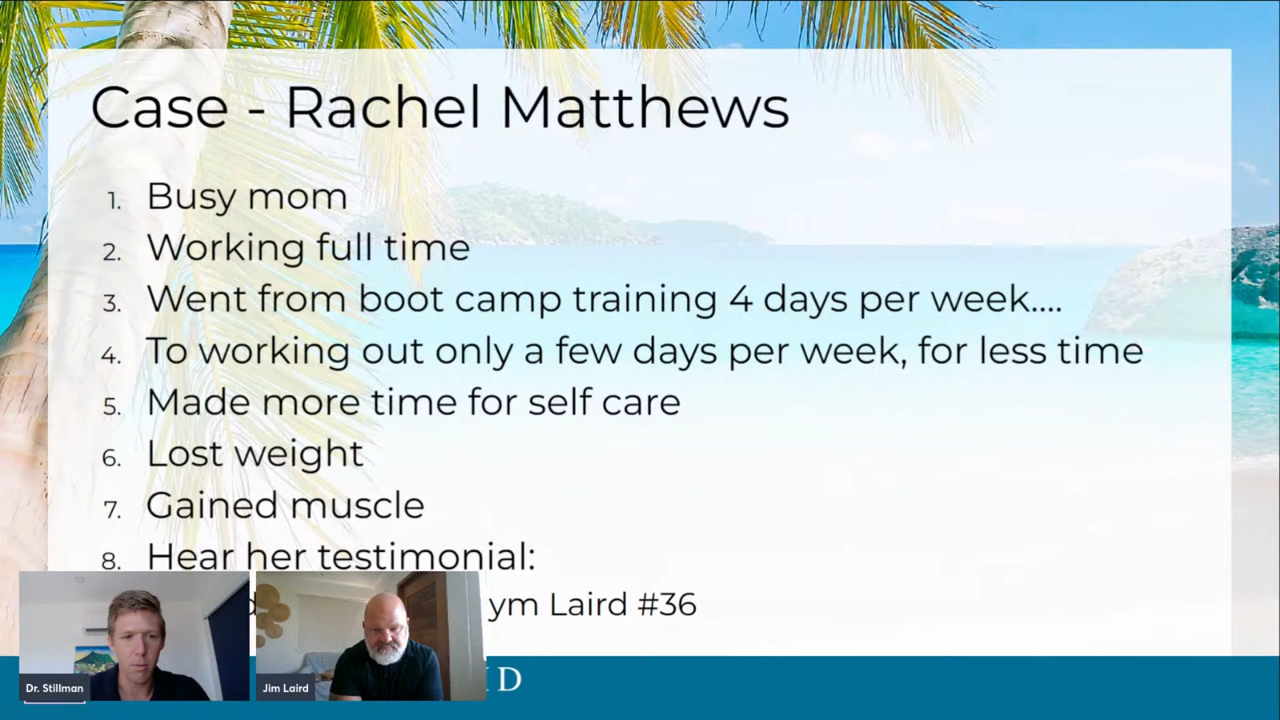 Case - Rachel Matthews
1. Busy mom
2. Working full time
3. Went from boot camp training 4 days per week....
4. To working out only a few days per week, for less time
5. Made more time for self care
6. Lost weight
7. Gained muscle
8. Hear her testimonial:
ym Laird #36
D
Dr. Stillman
Jim Laird